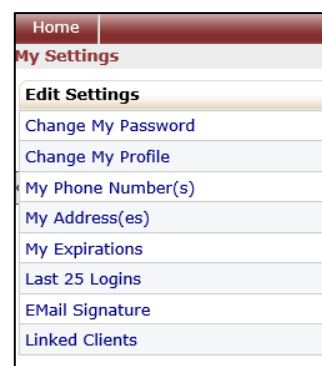 Home
My Settings
Edit Settings
Change My Password
Change My Profile
My Phone Number(s)
My Address(es)
My Expirations
Last 25 Logins
EMail Signature
Linked Clients